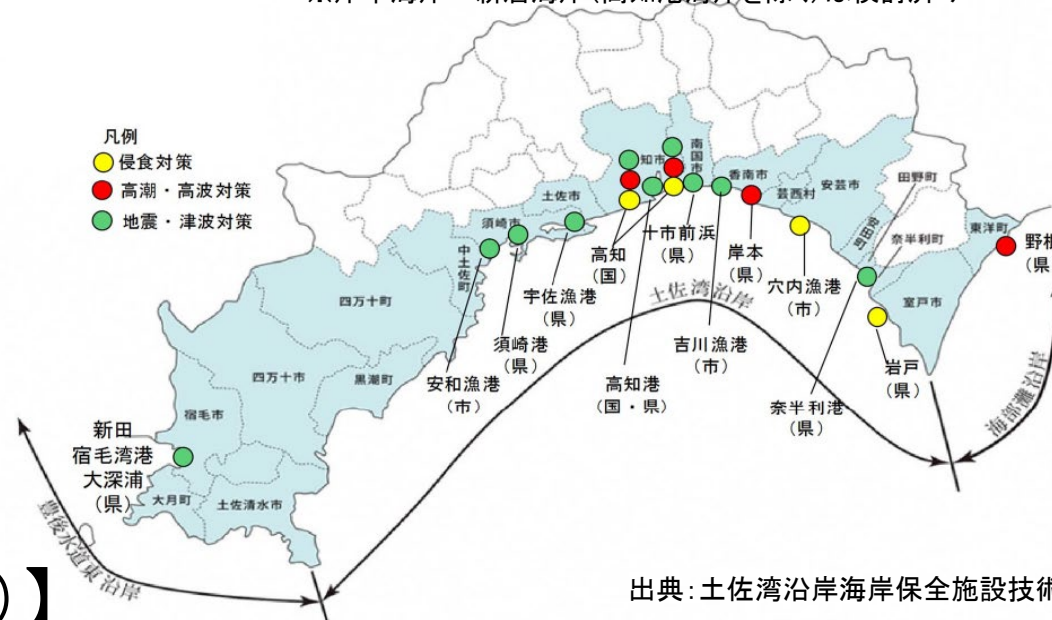 凡例
侵食対策
高潮・高波対策
地震・津波対策
知市
南国市
香南市
芸西村
安芸市
田野町
安田町
奈半利町
東洋町
室戸市
土佐市
須崎市
中土佐町
四万十町
四万十市
黒潮町
宿毛市
大月町
土佐清水市
高知
(国)
十市前浜
(県)
岸本
(県)
穴内漁港
(市)
野根
(県
宇佐漁港
(県)
須崎港
(県)
安和漁港
(市)
高知港
(国・県)
吉川漁港
(市)
奈半利港
(県)
岩戸
(県)
新田
宿毛湾港
大深浦
(県)
土佐湾沿岸
海部灘沿岸
豊後水道東沿岸
)】
出典:土佐湾沿岸海岸保全施設技術